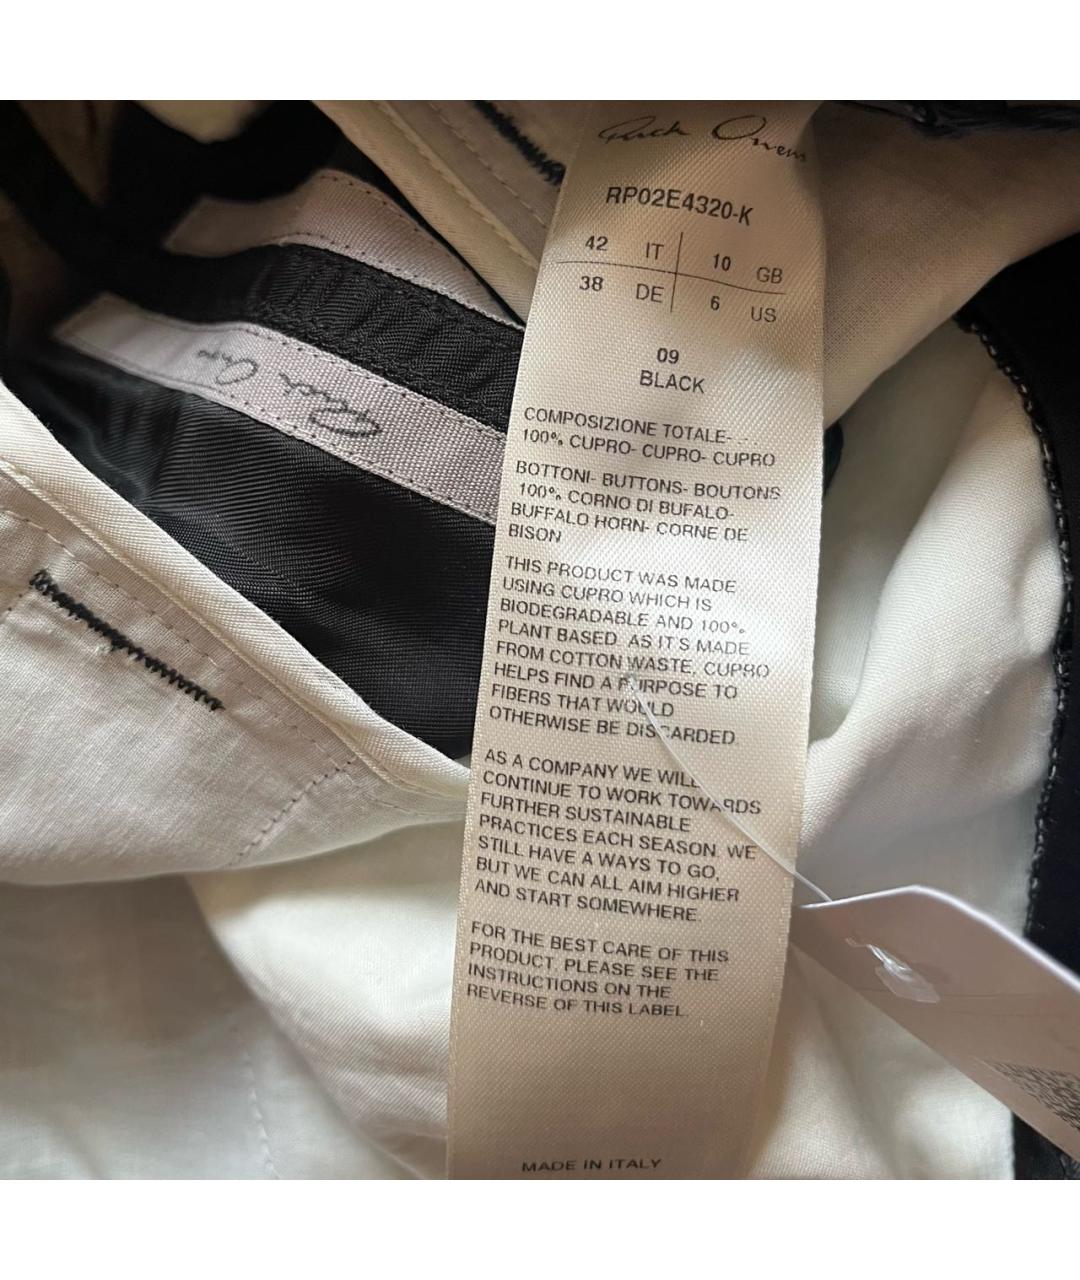 Rick Owens
RP02E4320-K
42 IT 10 GB
38 DE 6 US
09
BLACK
COMPOSIZIONE TOTALE-
100% CUPRO- CUPRO- CUPRO
BOTTONI- BUTTONS- BOUTONS
100% CORNO DI BUFALO-
BUFFALO HORN- CORNE DE
BISON
THIS PRODUCT WAS MADE
USING CUPRO WHICH IS
BIODEGRADABLE AND 100%
PLANT BASED. AS IT'S MADE
FROM COTTON WASTE, CUPRO
HELPS FIND A PURPOSE TO
FIBERS THAT WOULD
OTHERWISE BE DISCARDED.
AS A COMPANY WE WILL
CONTINUE TO WORK TOWARDS
FURTHER SUSTAINABLE
PRACTICES EACH SEASON. WE
STILL HAVE A WAYS TO GO,
BUT WE CAN ALL AIM HIGHER
AND START SOMEWHERE.
FOR THE BEST CARE OF THIS
PRODUCT, PLEASE SEE THE
INSTRUCTIONS ON THE
REVERSE OF THIS LABEL.
MADE IN ITALY
Rick Owens